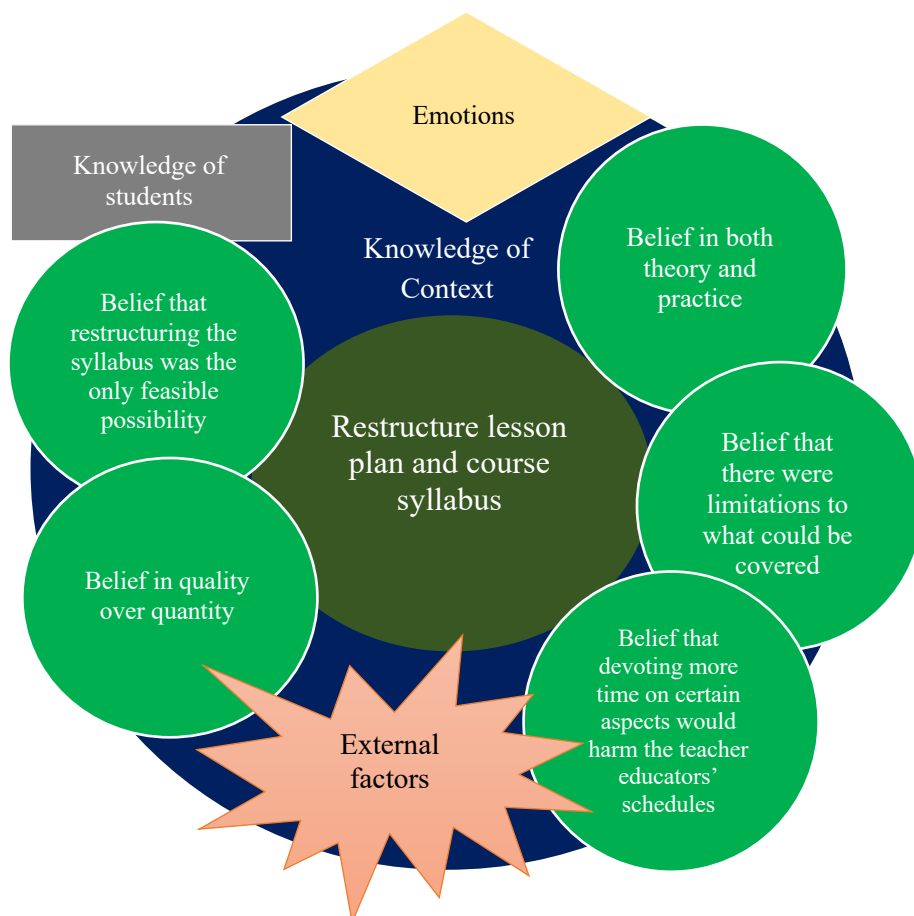 Emotions
Knowledge of
students
Knowledge of
Context
Belief in both
theory and
practice
Belief that
restructuring the
syllabus was the
only feasible
possibility
Restructure lesson
plan and course
syllabus
Belief that
there were
limitations to
what could be
covered
Belief in quality
over quantity
Belief that
devoting more
time on certain
aspects would
harm the teacher
educators’
schedules
External
factors